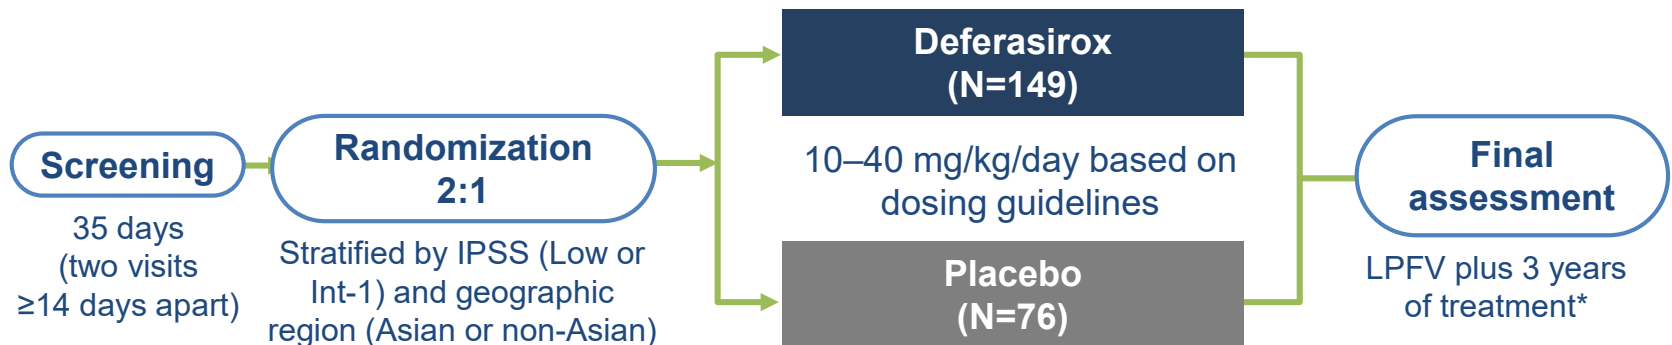 Screening
35 days
(two visits
≥14 days apart)
Randomization
2:1
Stratified by IPSS (Low or
Int-1) and geographic
region (Asian or non-Asian)
Deferasirox
(N=149)
10–40 mg/kg/day based on
dosing guidelines
Placebo
(N=76)
Final
assessment
LPFV plus 3 years
of treatment*